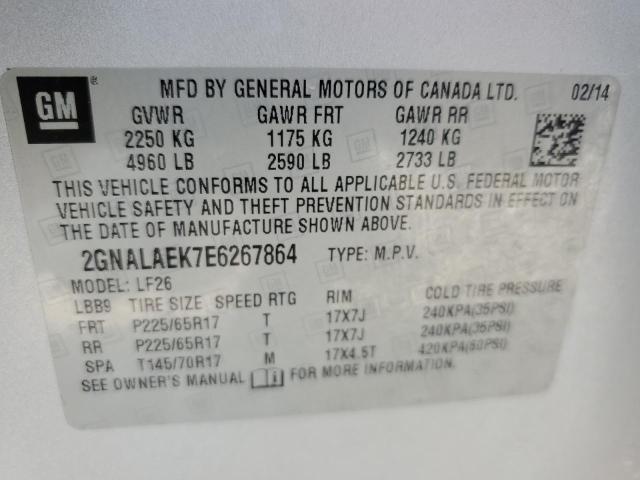 GM ®
MFD BY GENERAL MOTORS OF CANADA LTD. 02/14
GVWR GAWR FRT GAWR RR
2250 KG 1175 KG 1240 KG
4960 LB 2590 LB 2733 LB
THIS VEHICLE CONFORMS TO ALL APPLICABLE U.S. FEDERAL MOTOR
VEHICLE SAFETY AND THEFT PREVENTION STANDARDS IN EFFECT ON
THE DATE OF MANUFACTURE SHOWN ABOVE.
2GNALAEK7E6267864 TYPE: M.P.V.
MODEL: LF26
LBB9 TIRE SIZE SPEED RTG RIM COLD TIRE PRESSURE
FRT P225/65R17 T 17X7J 240KPA(35PSI)
RR P225/65R17 T 17X7J 240KPA(35PSI)
SPA T145/70R17 M 17X4.5T 420KPA(60PSI)
SEE OWNER'S MANUAL FOR MORE INFORMATION.